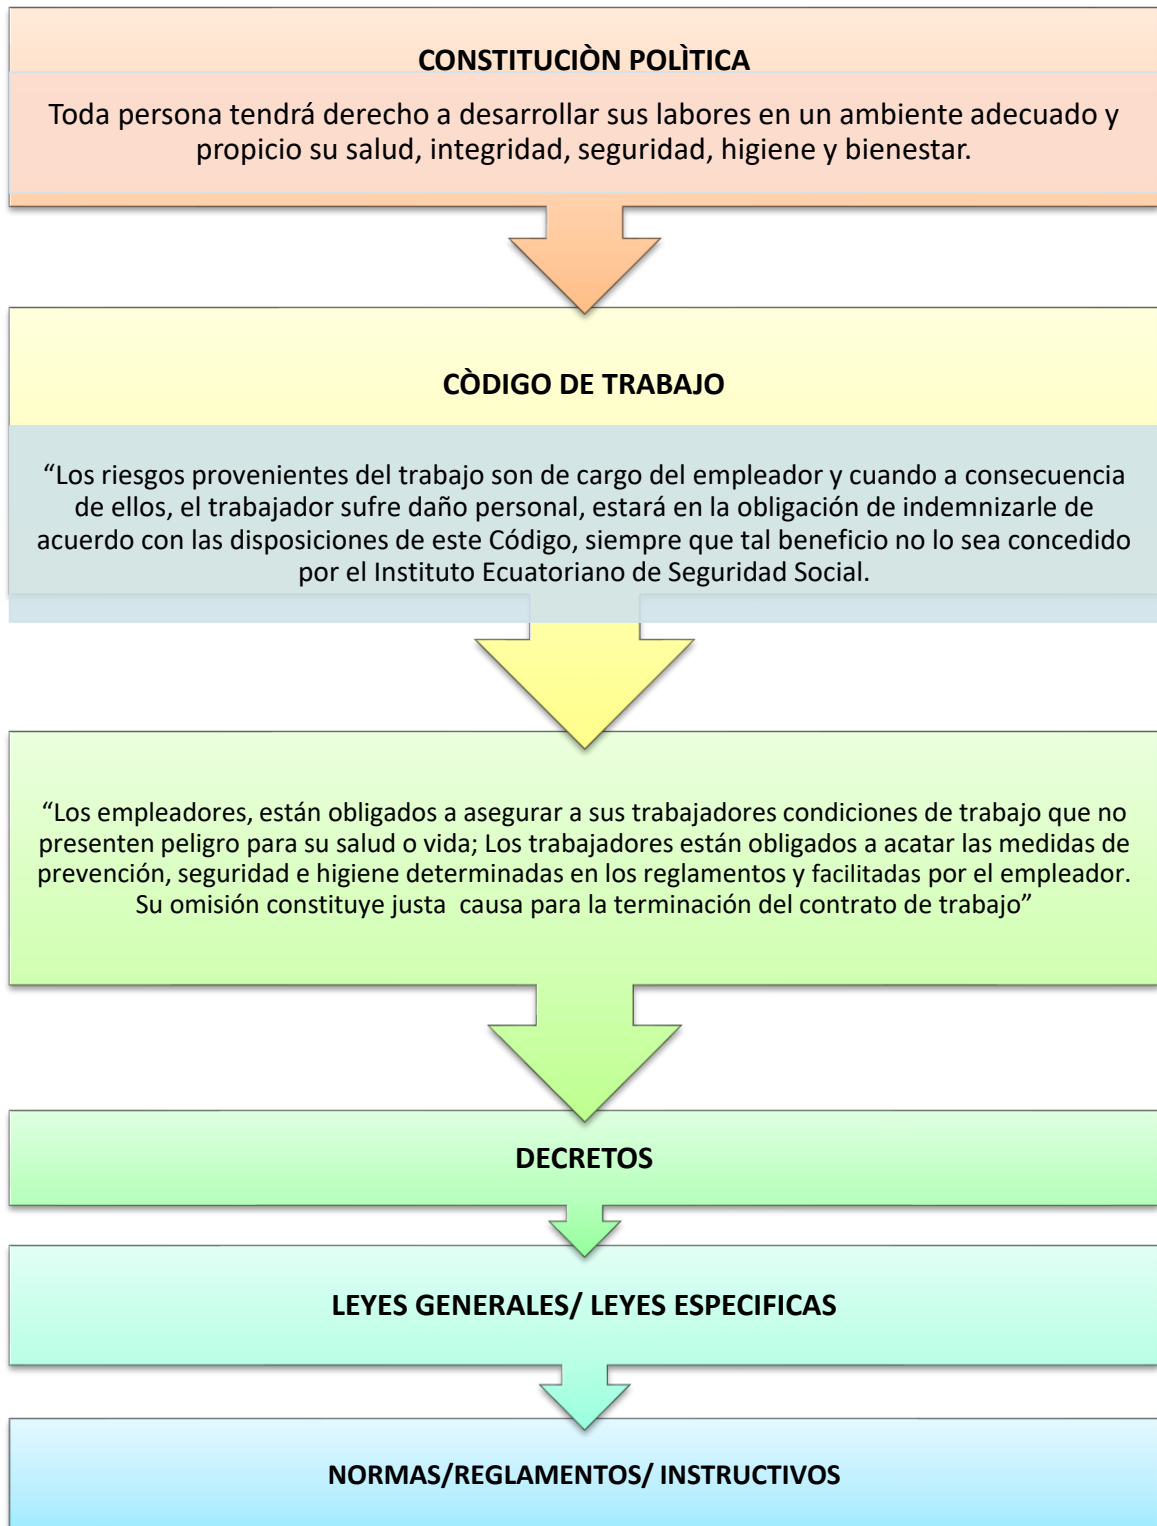 CONSTITUCIÒN POLÌTICA
Toda persona tendrá derecho a desarrollar sus labores en un ambiente adecuado y
propicio su salud, integridad, seguridad, higiene y bienestar.
CÒDIGO DE TRABAJO
“Los riesgos provenientes del trabajo son de cargo del empleador y cuando a consecuencia
de ellos, el trabajador sufre daño personal, estará en la obligación de indemnizarle de
acuerdo con las disposiciones de este Código, siempre que tal beneficio no lo sea concedido
por el Instituto Ecuatoriano de Seguridad Social.
“Los empleadores, están obligados a asegurar a sus trabajadores condiciones de trabajo que no
presenten peligro para su salud o vida; Los trabajadores están obligados a acatar las medidas de
prevención, seguridad e higiene determinadas en los reglamentos y facilitadas por el empleador.
Su omisión constituye justa  causa para la terminación del contrato de trabajo”
DECRETOS
LEYES GENERALES/ LEYES ESPECIFICAS
NORMAS/REGLAMENTOS/ INSTRUCTIVOS